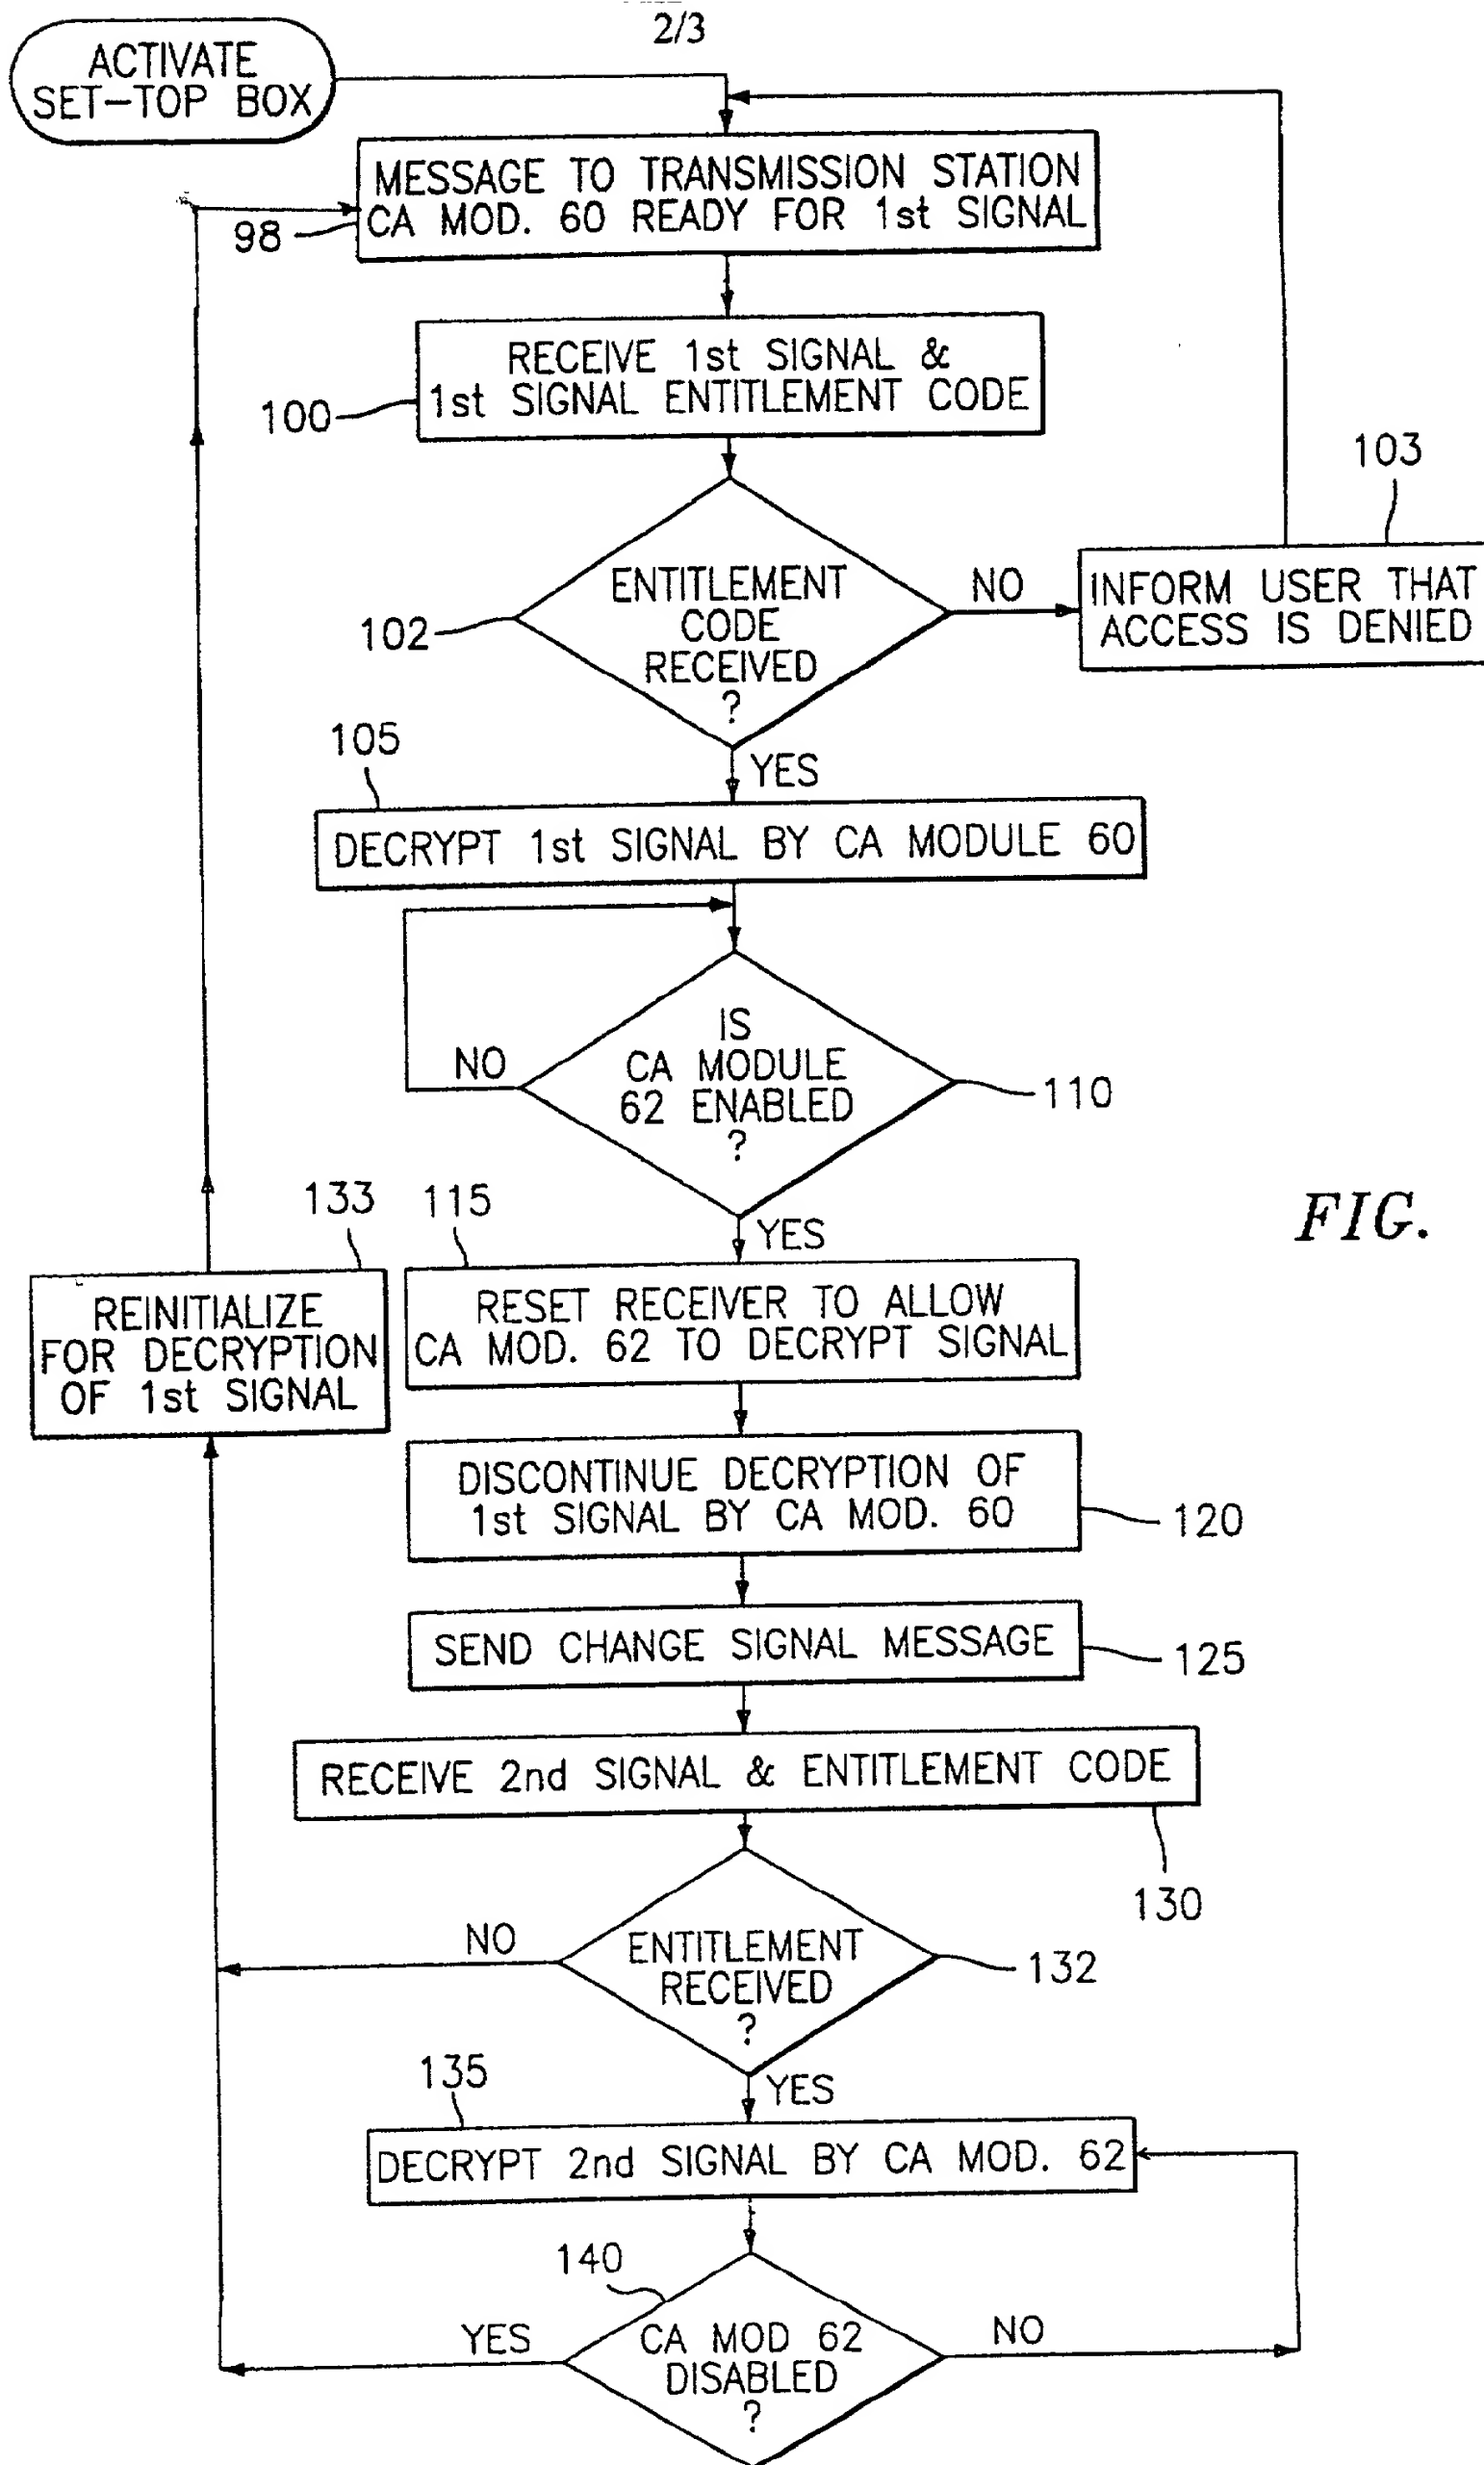 2/3
ACTIVATE
SET-TOP BOX
MESSAGE TO TRANSMISSION STATION
CA MOD. 60 READY FOR 1st SIGNAL
98
RECEIVE 1st SIGNAL &
1st SIGNAL ENTITLEMENT CODE
100
103
ENTITLEMENT
CODE
RECEIVED
?
102
NO
INFORM USER THAT
ACCESS IS DENIED
YES
105
DECRYPT 1st SIGNAL BY CA MODULE 60
IS
CA MODULE
62 ENABLED
?
NO
110
YES
FIG.
133
115
REINITIALIZE
FOR DECRYPTION
OF 1st SIGNAL
RESET RECEIVER TO ALLOW
CA MOD. 62 TO DECRYPT SIGNAL
DISCONTINUE DECRYPTION OF
1st SIGNAL BY CA MOD. 60
120
SEND CHANGE SIGNAL MESSAGE
125
RECEIVE 2nd SIGNAL & ENTITLEMENT CODE
130
NO
ENTITLEMENT
RECEIVED
?
132
YES
135
DECRYPT 2nd SIGNAL BY CA MOD. 62
140
YES
CA MOD 62
DISABLED
?
NO